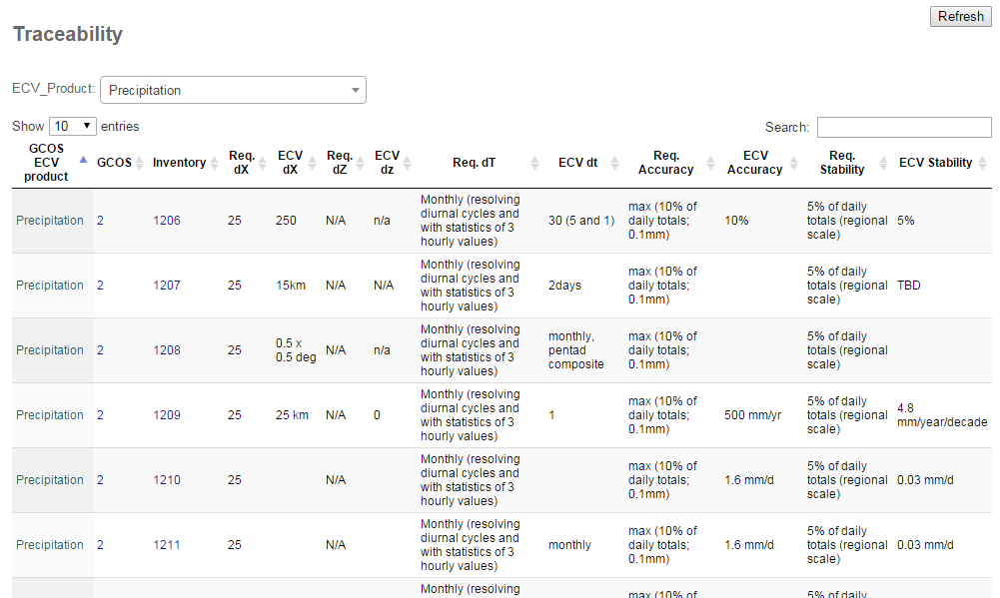 Refresh
Traceability
ECV_Product: Precipitation
Show 10 entries
Search:
GCOS ECV product GCOS Inventory Req. dX ECV dX Req. dZ ECV dz Req. dT ECV dt Req. Accuracy ECV Accuracy Req. Stability ECV Stability
Precipitation 2 1206 25 250 N/A n/a Monthly (resolving diurnal cycles and with statistics of 3 hourly values) 30 (5 and 1) max (10% of daily totals; 0.1mm) 10% 5% of daily totals (regional scale) 5%
Precipitation 2 1207 25 15km N/A N/A Monthly (resolving diurnal cycles and with statistics of 3 hourly values) 2days max (10% of daily totals; 0.1mm) 5% of daily totals (regional scale) TBD
Precipitation 2 1208 25 0.5 x 0.5 deg N/A n/a Monthly (resolving diurnal cycles and with statistics of 3 hourly values) monthly, pentad composite max (10% of daily totals; 0.1mm) 5% of daily totals (regional scale)
Precipitation 2 1209 25 25 km N/A 0 Monthly (resolving diurnal cycles and with statistics of 3 hourly values) 1 max (10% of daily totals; 0.1mm) 500 mm/yr 5% of daily totals (regional scale) 4.8 mm/year/decade
Precipitation 2 1210 25 N/A Monthly (resolving diurnal cycles and with statistics of 3 hourly values) max (10% of daily totals; 0.1mm) 1.6 mm/d 5% of daily totals (regional scale) 0.03 mm/d
Precipitation 2 1211 25 N/A Monthly (resolving diurnal cycles and with statistics of 3 hourly values) monthly max (10% of daily totals; 0.1mm) 1.6 mm/d 5% of daily totals (regional scale) 0.03 mm/d
Monthly (resolving max (10% of 5% of daily